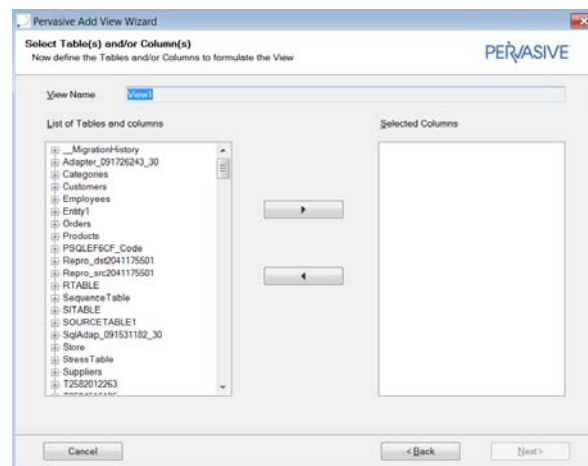 Pervasive Add View Wizard
Select Table(s) and/or Column(s)
Now define the Tables and/or Columns to formulate the View
PERVASIVE
View Name
View1
List of Tables and columns
Selected Columns
__MigrationHistory
Adapter_091726243_30
Categories
Customers
Employees
Entity1
Orders
Products
PSQLEF6CF_Code
Repro_dst2041175501
Repro_src2041175501
RTABLE
SequenceTable
SITABLE
SOURCETABLE1
SqlAdap_091531182_30
Store
StressTable
Suppliers
T2582012263
Cancel
< Back
Next >